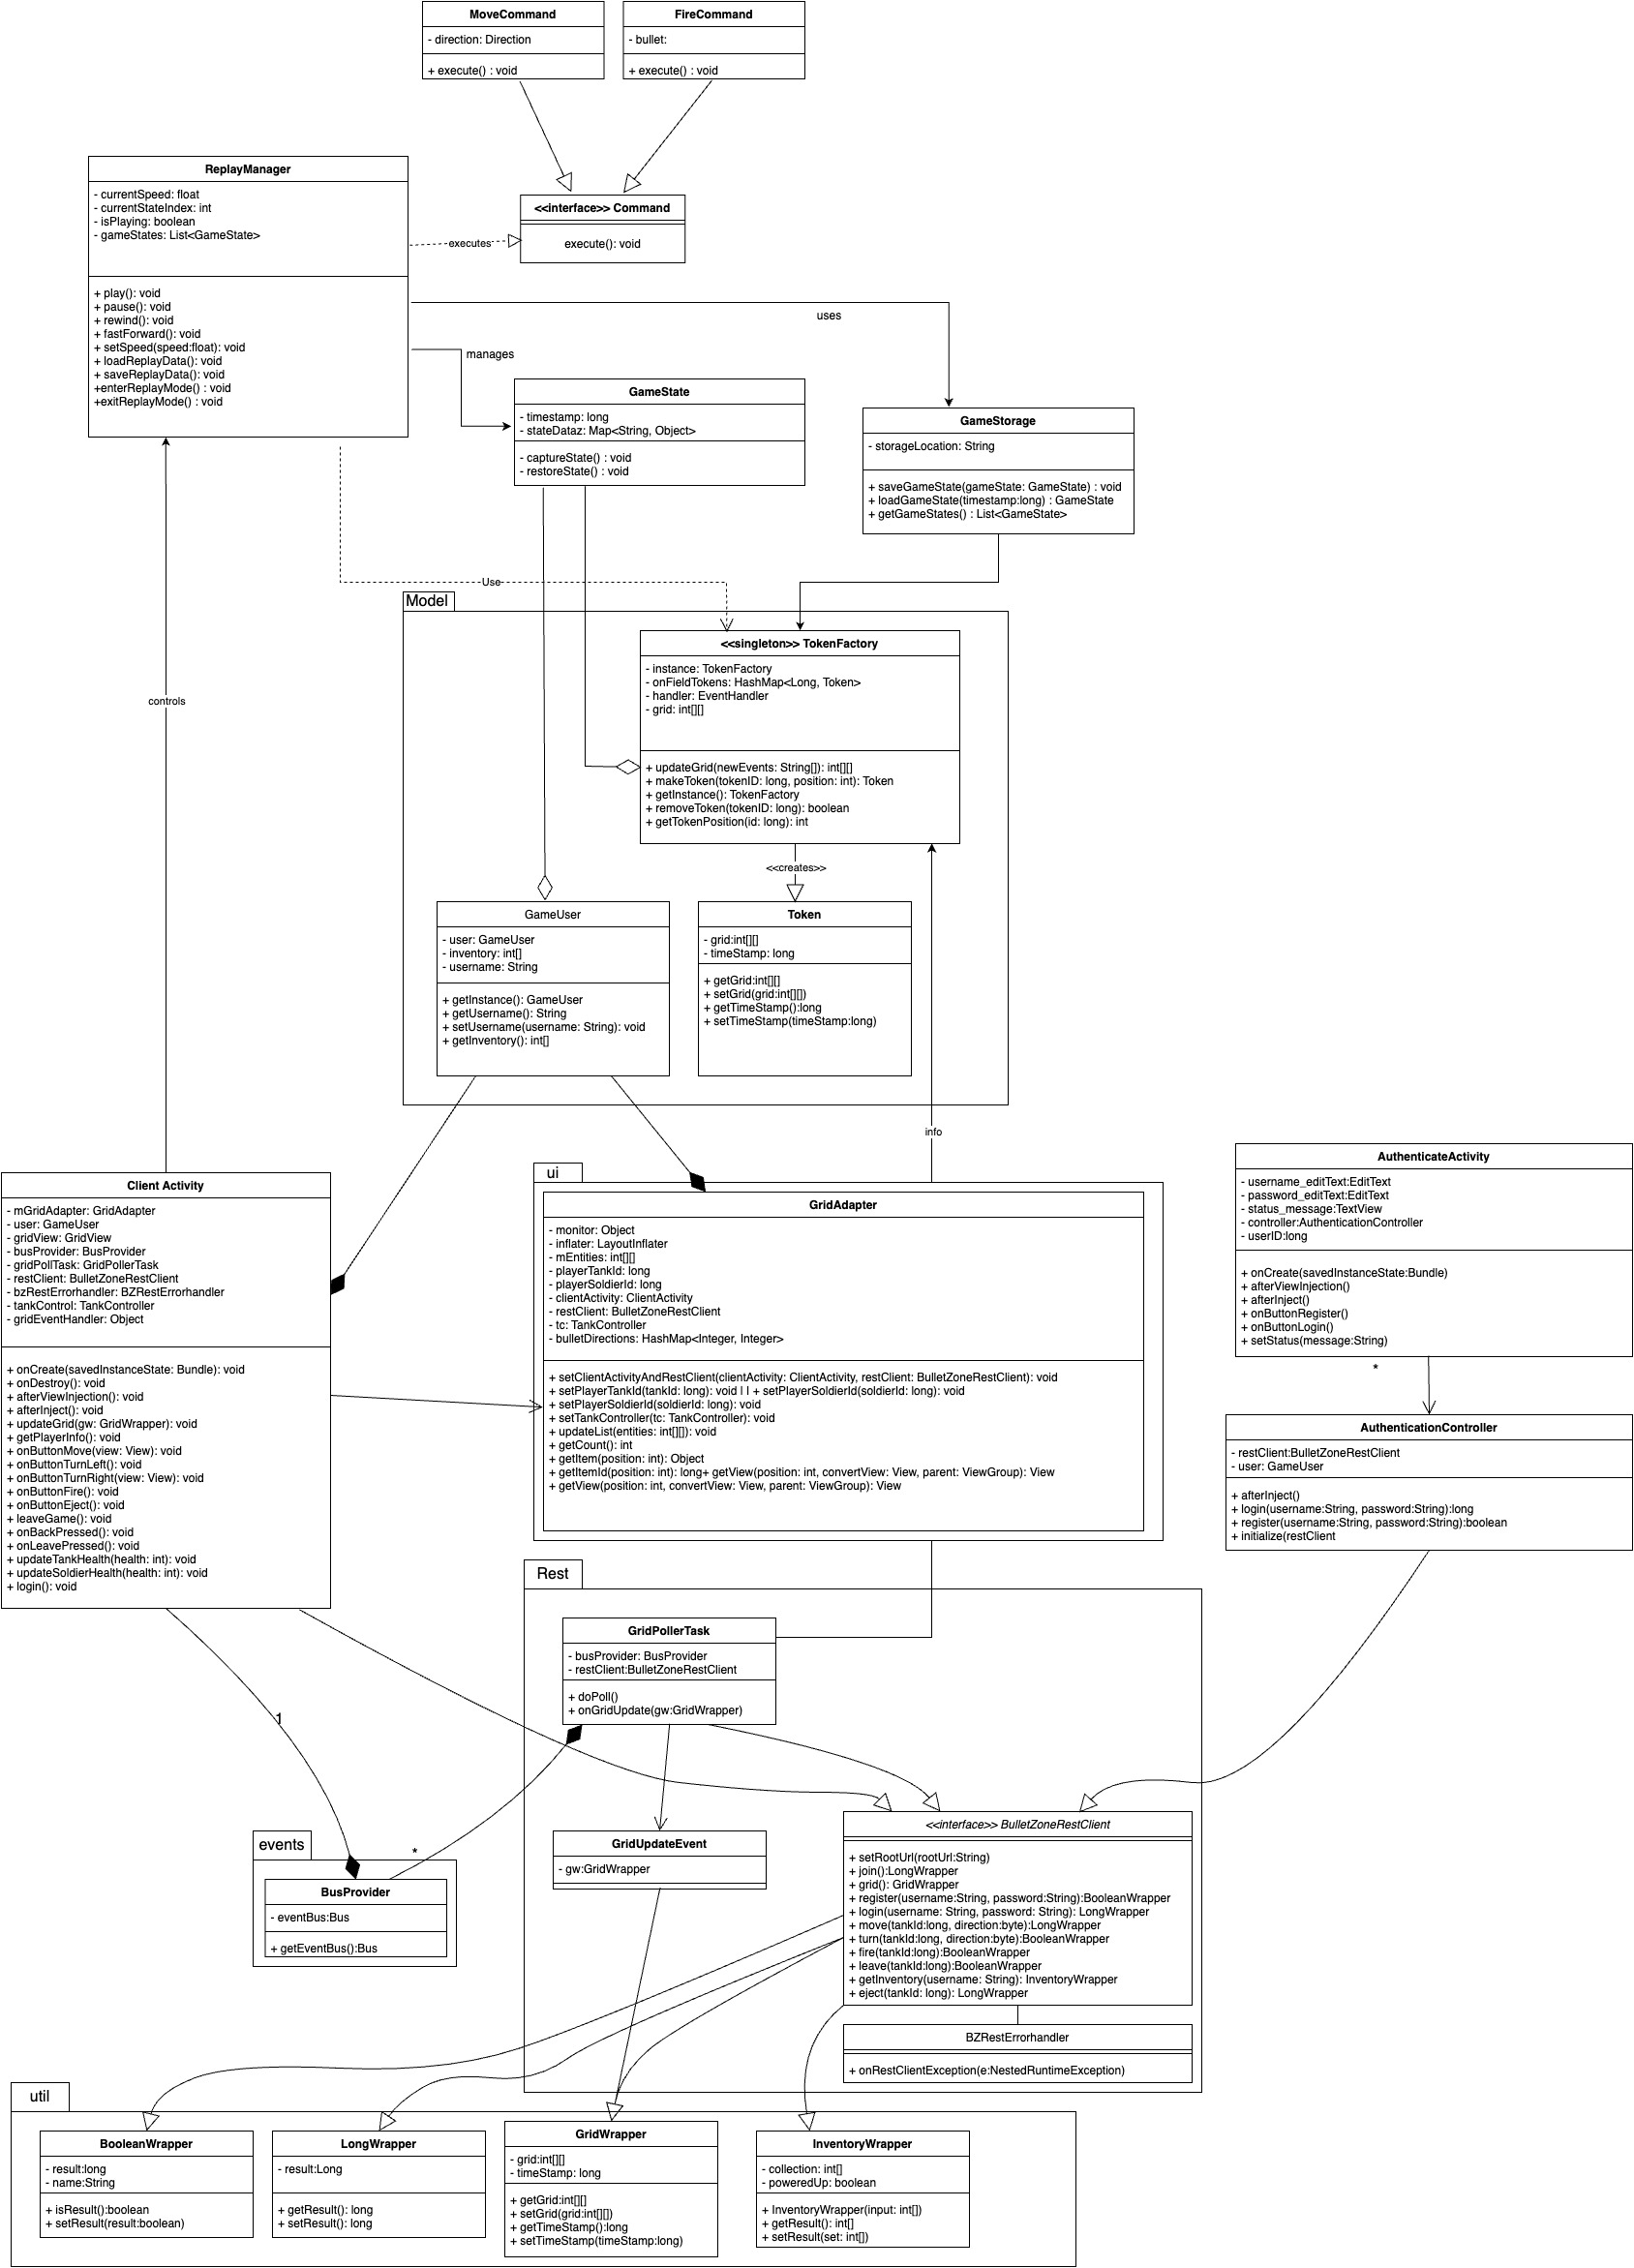 MoveCommand
- direction: Direction
+ execute() : void
FireCommand
- bullet:
+ execute() : void
ReplayManager
- currentSpeed: float
- currentStateIndex: int
- isPlaying: boolean
- gameStates: List<GameState>
+ play(): void
+ pause(): void
+ rewind(): void
+ fastForward(): void
+ setSpeed(speed:float): void
+ loadReplayData(): void
+ saveReplayData(): void
+enterReplayMode() : void
+exitReplayMode() : void
<<interface>> Command
execute(): void
executes
uses
manages
GameState
- timestamp: long
- stateDataz: Map<String, Object>
- captureState() : void
- restoreState() : void
GameStorage
- storageLocation: String
+ saveGameState(gameState: GameState) : void
+ loadGameState(timestamp:long) : GameState
+ getGameStates() : List<GameState>
Use
Model
<<singleton>> TokenFactory
- instance: TokenFactory
- onFieldTokens: HashMap<Long, Token>
- handler: EventHandler
- grid: int[][]
+ updateGrid(newEvents: String[]): int[][]
+ makeToken(tokenID: long, position: int): Token
+ getInstance(): TokenFactory
+ removeToken(tokenID: long): boolean
+ getTokenPosition(id: long): int
controls
<<creates>>
GameUser
- user: GameUser
- inventory: int[]
- username: String
+ getInstance(): GameUser
+ getUsername(): String
+ setUsername(username: String): void
+ getInventory(): int[]
Token
- grid:int[][]
- timeStamp: long
+ getGrid:int[][]
+ setGrid(grid:int[][])
+ getTimeStamp():long
+ setTimeStamp(timeStamp:long)
info
Client Activity
- mGridAdapter: GridAdapter
- user: GameUser
- gridView: GridView
- busProvider: BusProvider
- gridPollTask: GridPollerTask
- restClient: BulletZoneRestClient
- bzRestErrorhandler: BZRestErrorhandler
- tankControl: TankController
- gridEventHandler: Object
+ onCreate(savedInstanceState: Bundle): void
+ onDestroy(): void
+ afterViewInjection(): void
+ afterInject(): void
+ updateGrid(gw: GridWrapper): void
+ getPlayerInfo(): void
+ onButtonMove(view: View): void
+ onButtonTurnLeft(): void
+ onButtonTurnRight(view: View): void
+ onButtonFire(): void
+ onButtonEject(): void
+ leaveGame(): void
+ onBackPressed(): void
+ onLeavePressed(): void
+ updateTankHealth(health: int): void
+ updateSoldierHealth(health: int): void
+ login(): void
ui
GridAdapter
- monitor: Object
- inflater: LayoutInflater
- mEntities: int[][]
- playerTankId: long
- playerSoldierId: long
- clientActivity: ClientActivity
- restClient: BulletZoneRestClient
- tc: TankController
- bulletDirections: HashMap<Integer, Integer>
+ setClientActivityAndRestClient(clientActivity: ClientActivity, restClient: BulletZoneRestClient): void
+ setPlayerTankId(tankId: long): void | | + setPlayerSoldierId(soldierId: long): void
+ setPlayerSoldierId(soldierId: long): void
+ setTankController(tc: TankController): void
+ updateList(entities: int[][]): void
+ getCount(): int
+ getItem(position: int): Object
+ getItemId(position: int): long+ getView(position: int, convertView: View, parent: ViewGroup): View
+ getView(position: int, convertView: View, parent: ViewGroup): View
AuthenticateActivity
- username_editText:EditText
- password_editText:EditText
- status_message:TextView
- controller:AuthenticationController
- userID:long
+ onCreate(savedInstanceState:Bundle)
+ afterViewInjection()
+ afterInject()
+ onButtonRegister()
+ onButtonLogin()
+ setStatus(message:String)
*
AuthenticationController
- restClient:BulletZoneRestClient
- user: GameUser
+ afterInject()
+ login(username:String, password:String):long
+ register(username:String, password:String):boolean
+ initialize(restClient
Rest
GridPollerTask
- busProvider: BusProvider
- restClient:BulletZoneRestClient
+ doPoll()
+ onGridUpdate(gw:GridWrapper)
1
GridUpdateEvent
- gw:GridWrapper
<<interface>> BulletZoneRestClient
+ setRootUrl(rootUrl:String)
+ join():LongWrapper
+ grid(): GridWrapper
+ register(username:String, password:String):BooleanWrapper
+ login(username: String, password: String): LongWrapper
+ move(tankId:long, direction:byte):LongWrapper
+ turn(tankId:long, direction:byte):BooleanWrapper
+ fire(tankId:long):BooleanWrapper
+ leave(tankId:long):BooleanWrapper
+ getInventory(username: String): InventoryWrapper
+ eject(tankId: long): LongWrapper
BZRestErrorhandler
+ onRestClientException(e:NestedRuntimeException)
events
*
BusProvider
- eventBus:Bus
+ getEventBus():Bus
util
BooleanWrapper
- result:long
- name:String
+ isResult():boolean
+ setResult(result:boolean)
LongWrapper
- result:Long
+ getResult(): long
+ setResult(): long
GridWrapper
- grid:int[][]
- timeStamp: long
+ getGrid:int[][]
+ setGrid(grid:int[][])
+ getTimeStamp():long
+ setTimeStamp(timeStamp:long)
InventoryWrapper
- collection: int[]
- poweredUp: boolean
+ InventoryWrapper(input: int[])
+ getResult(): int[]
+ setResult(set: int[])